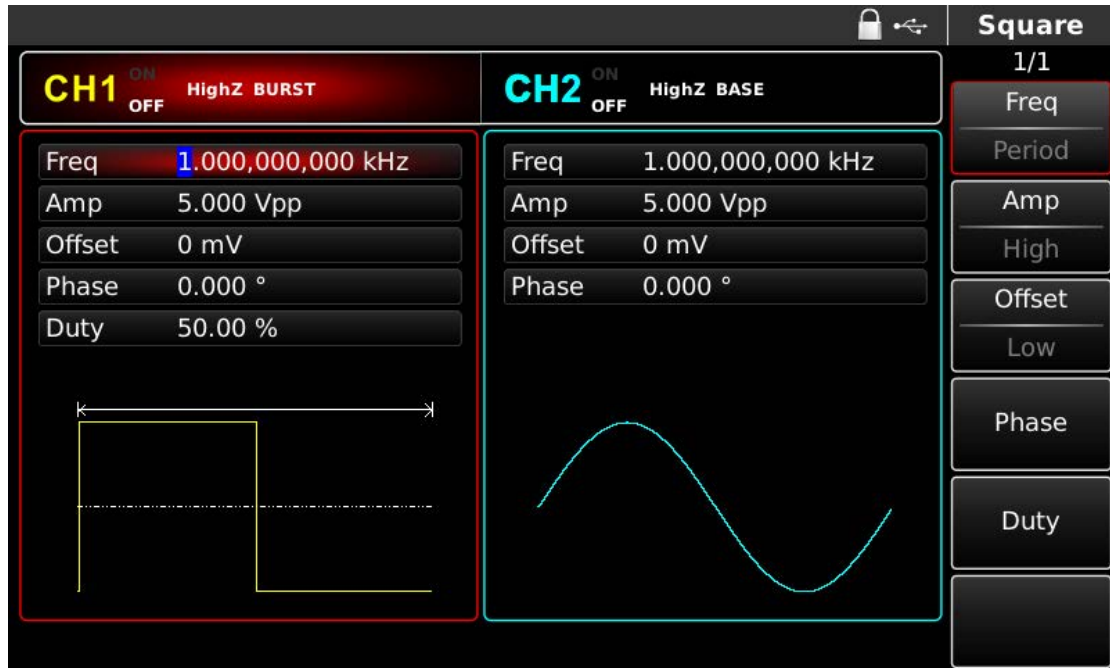 Square
1/1
CH1 ON OFF HighZ BURST
CH2 ON OFF HighZ BASE
Freq 1.000,000,000 kHz
Amp 5.000 Vpp
Offset 0 mV
Phase 0.000 °
Duty 50.00 %
Freq 1.000,000,000 kHz
Amp 5.000 Vpp
Offset 0 mV
Phase 0.000 °
Freq
Period
Amp
High
Offset
Low
Phase
Duty